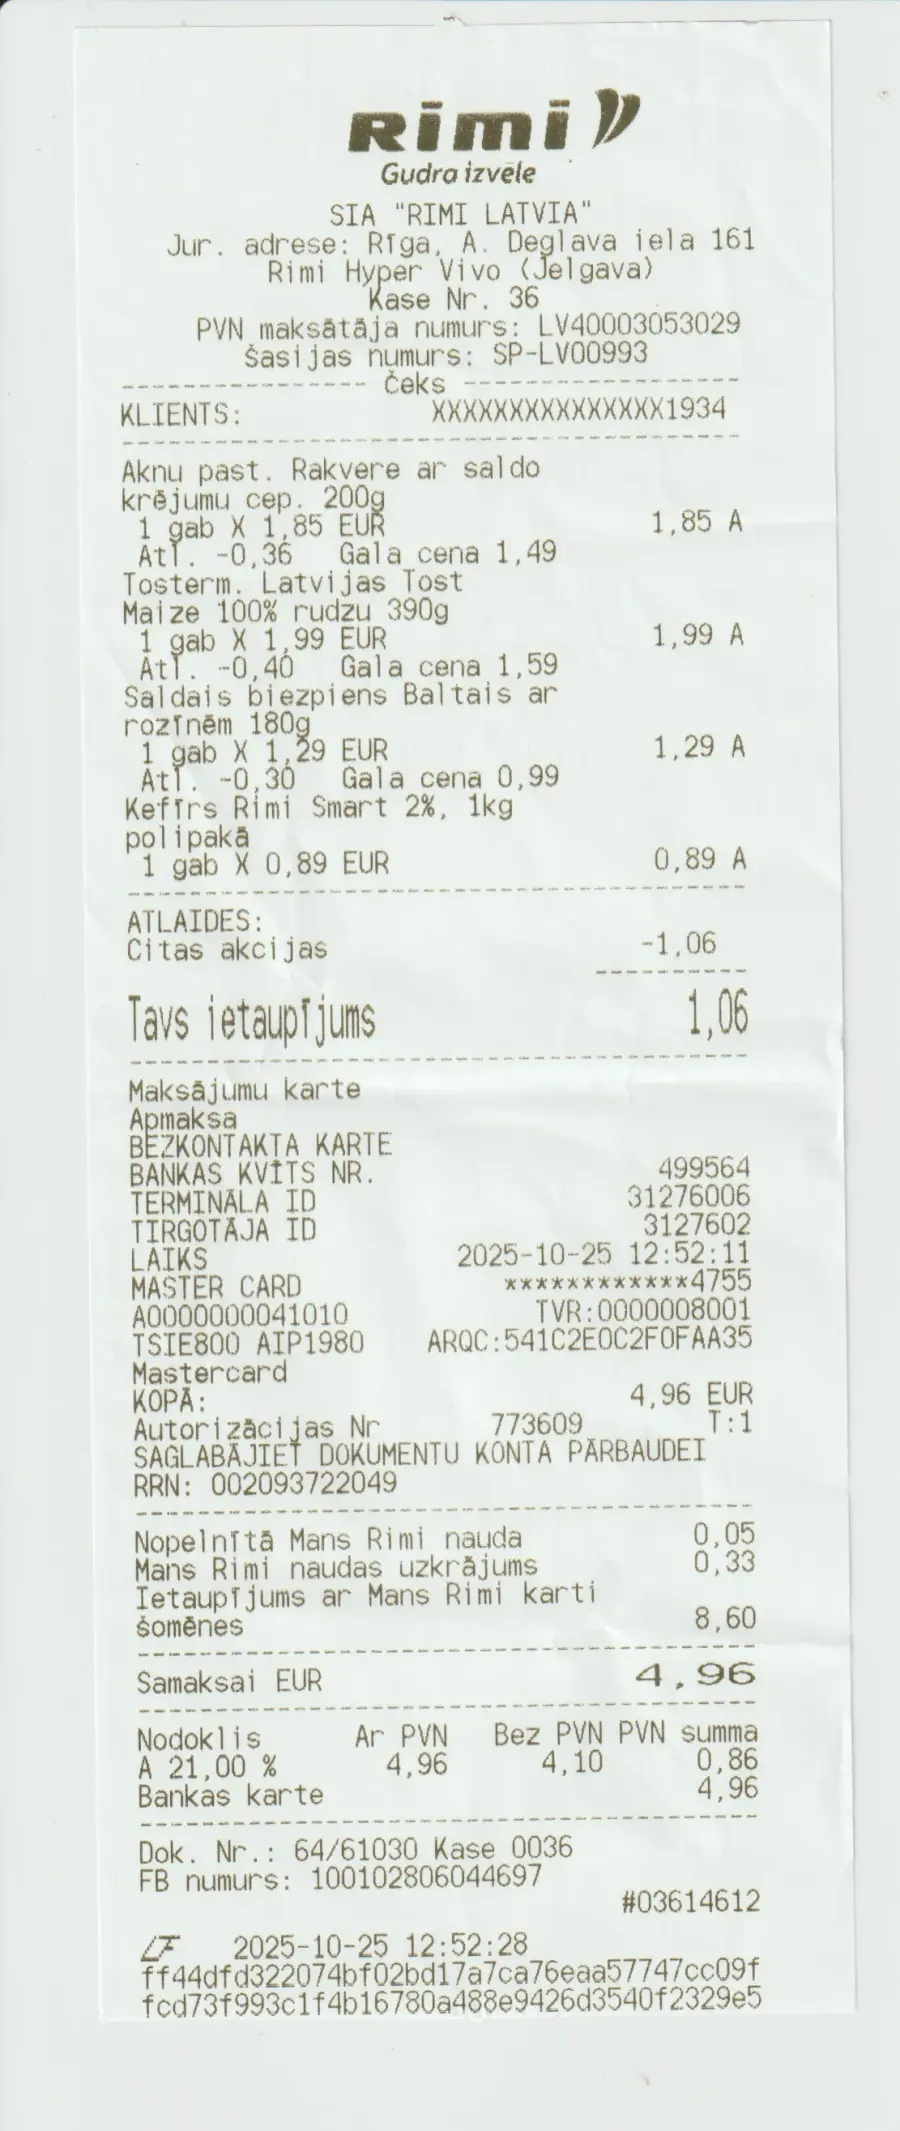 Rimi
Gudra izvēle
SIA "RIMI LATVIA"
Jur. adrese: Rīga, A. Deglava iela 161
Rimi Hyper Vivo (Jelgava)
Kase Nr. 36
PVN maksātāja numurs: LV40003053029
Šasijas numurs: SP-LV00993
---------------- Čeks ------------------
KLIENTS: XXXXXXXXXXXXXXX1934
Aknu past. Rakvere ar saldo
krējumu cep. 200g
1 gab X 1,85 EUR 1,85 A
Atl. -0,36 Gala cena 1,49
Tosterm. Latvijas Tost
Maize 100% rudzu 390g
1 gab X 1,99 EUR 1,99 A
Atl. -0,40 Gala cena 1,59
Saldais biezpiens Baltais ar
rozīnēm 180g
1 gab X 1,29 EUR 1,29 A
Atl. -0,30 Gala cena 0,99
Kefīrs Rimi Smart 2%, 1kg
polipakā
1 gab X 0,89 EUR 0,89 A
ATLAIDES:
Citas akcijas -1,06
Tavs ietaupījums 1,06
Maksājumu karte
Apmaksa
BEZKONTAKTA KARTE
BANKAS KVĪTS NR. 499564
TERMINĀLA ID 31276006
TIRGOTĀJA ID 3127602
LAIKS 2025-10-25 12:52:11
MASTER CARD ************4755
A0000000041010 TVR:0000008001
TSIE800 AIP1980 ARQC:541C2E0C2F0FAA35
Mastercard
KOPĀ: 4,96 EUR
Autorizācijas Nr 773609 T:1
SAGLABĀJIET DOKUMENTU KONTA PĀRBAUDEI
RRN: 002093722049
Nopelnītā Mans Rimi nauda 0,05
Mans Rimi naudas uzkrājums 0,33
Ietaupījums ar Mans Rimi karti
šomēnes 8,60
Samaksai EUR 4,96
Nodoklis Ar PVN Bez PVN PVN summa
A 21,00 % 4,96 4,10 0,86
Bankas karte 4,96
Dok. Nr.: 64/61030 Kase 0036
FB numurs: 100102806044697
#03614612
LF 2025-10-25 12:52:28
ff44dfd322074bf02bd17a7ca76eaa57747cc09f
fcd73f993c1f4b16780a488e9426d3540f2329e5